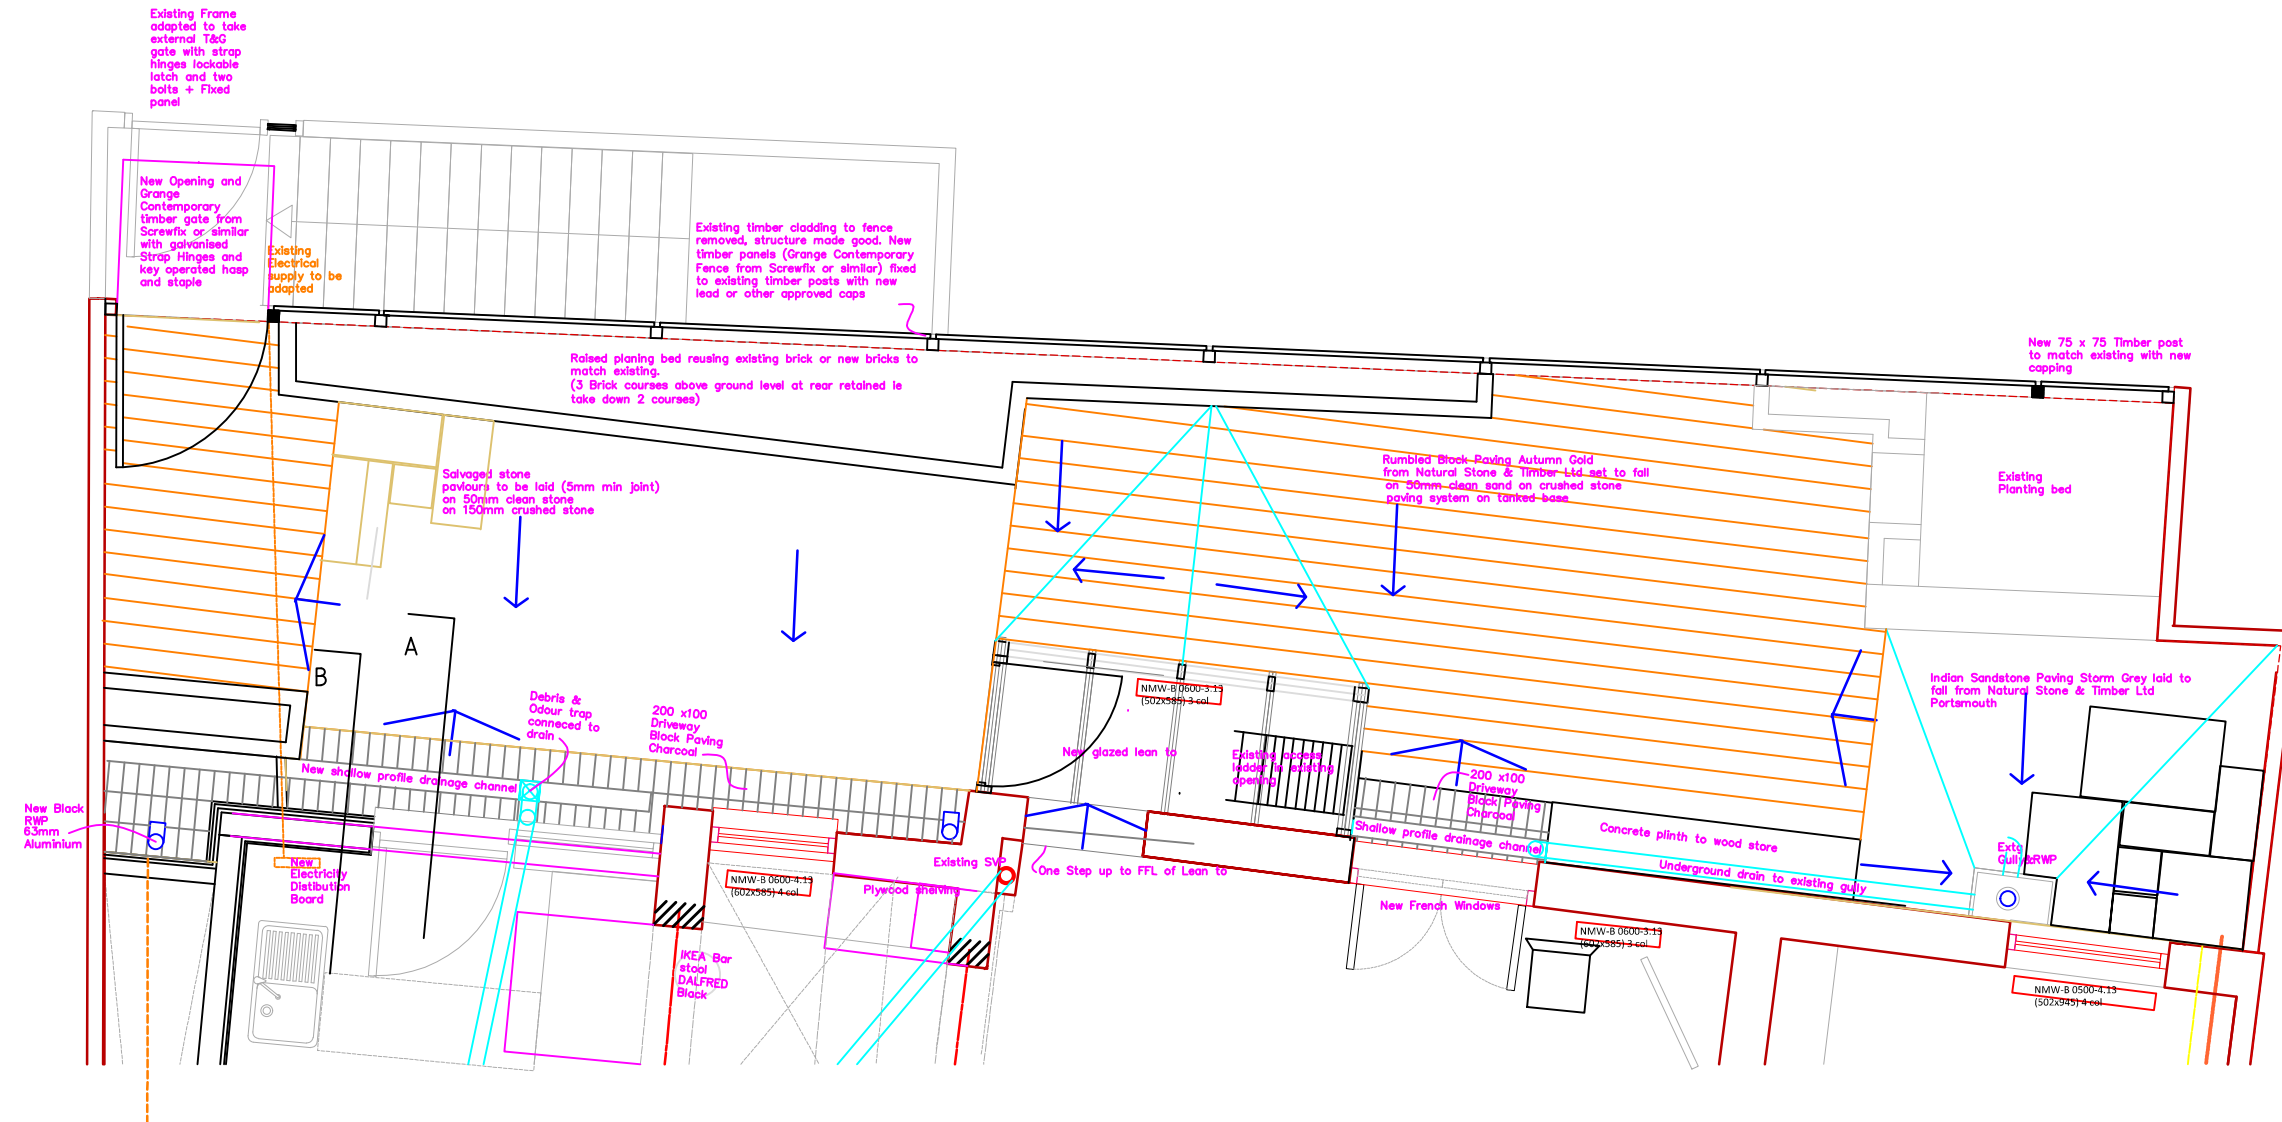 Existing Frame
adapted to take
external T&G
gate with strap
hinges lockable
latch and two
bolts + Fixed
panel
New Opening and
Grange
Contemporary
timber gate from
Screwfix or similar
with galvanised
Strap Hinges and
key operated hasp
and staple
Existing
Electrical
supply to be
adapted
Existing timber cladding to fence
removed, structure made good. New
timber panels (Grange Contemporary
Fence from Screwfix or similar) fixed
to existing timber posts with new
lead or other approved caps
Raised planing bed reusing existing brick or new bricks to
match existing.
(3 Brick courses above ground level at rear retained ie
take down 2 courses)
New 75 x 75 Timber post
to match existing with new
capping
Salvaged stone
paviours to be laid (5mm min joint)
on 50mm clean stone
on 150mm crushed stone
Rumbled Block Paving Autumn Gold
from Natural Stone & Timber Ltd set to fall
on 50mm clean sand on crushed stone
paving system on tanked base
Existing
Planting bed
A
B
Indian Sandstone Paving Storm Grey laid to
fall from Natural Stone & Timber Ltd
Portsmouth
Debris &
Odour trap
conneced to
drain
200 x100
Driveway
Block Paving
Charcoal
NMW-B 0600-3.13
(502x585) 3 col
New glazed lean to
Existing access
ladder in existing
opening
New shallow profile drainage channel
200 x100
Driveway
Block Paving
Charcoal
New Black
RWP
63mm
Aluminium
Shallow profile drainage channel
Concrete plinth to wood store
Underground drain to existing gully
Extg
Gully&RWP
New
Electricity
Distibution
Board
NMW-B 0600-4.13
(602x585) 4 col
Existing SVP
Plywood shelving
One Step up to FFL of Lean to
New French Windows
NMW-B 0600-3.13
(602x585) 3 col
IKEA Bar
stool
DALFRED
Black
NMW-B 0500-4.13
(502x945) 4 col